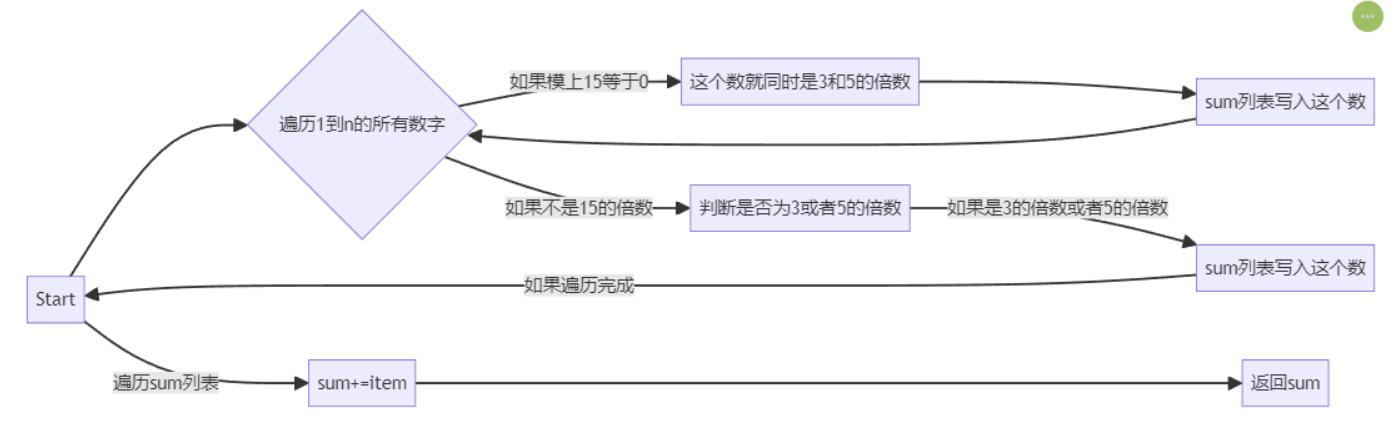 如果模上15等于0
这个数就同时是3和5的倍数
sum列表写入这个数
遍历1到n的所有数字
如果不是15的倍数
判断是否为3或者5的倍数
如果是3的倍数或者5的倍数
sum列表写入这个数
如果遍历完成
Start
遍历sum列表
sum+=item
返回sum